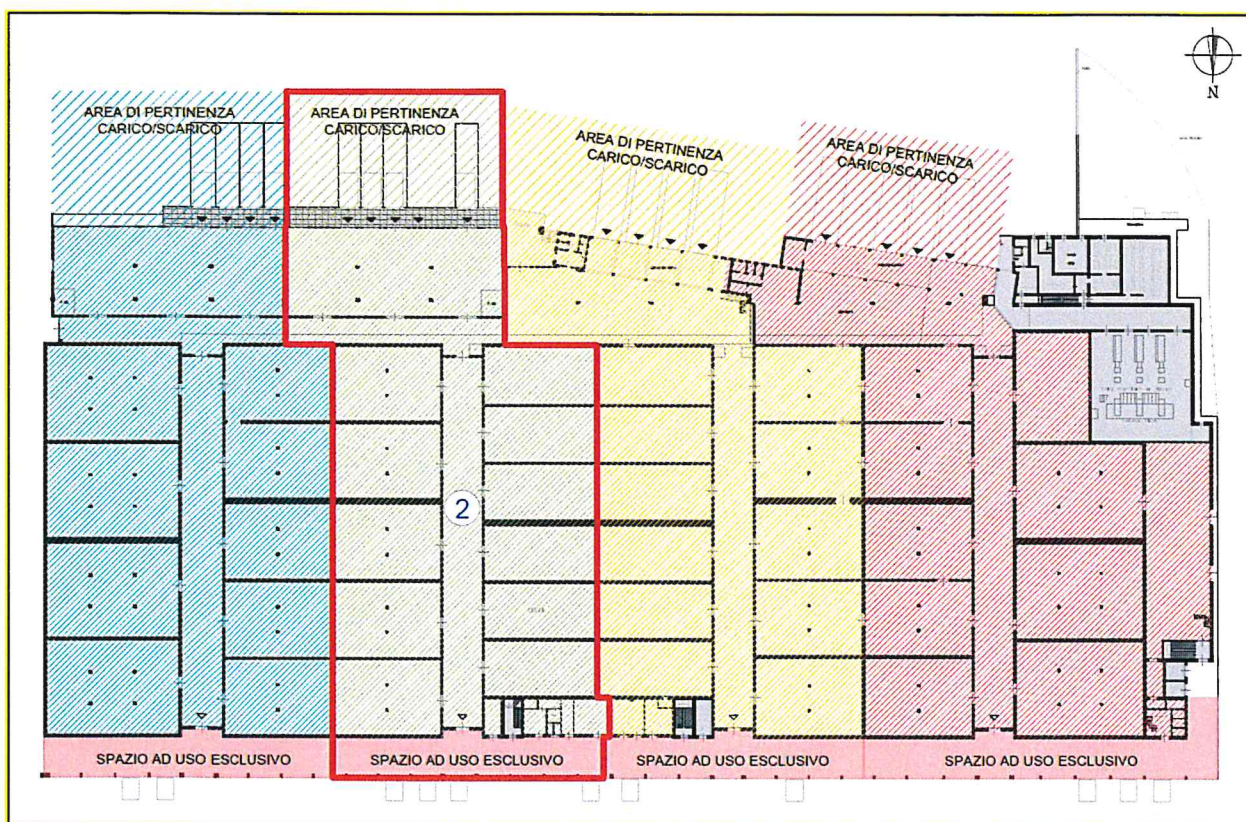 N
AREA DI PERTINENZA
CARICO/SCARICO
AREA DI PERTINENZA
CARICO/SCARICO
AREA DI PERTINENZA
CARICO/SCARICO
AREA DI PERTINENZA
CARICO/SCARICO
2
SPAZIO AD USO ESCLUSIVO
SPAZIO AD USO ESCLUSIVO
SPAZIO AD USO ESCLUSIVO
SPAZIO AD USO ESCLUSIVO